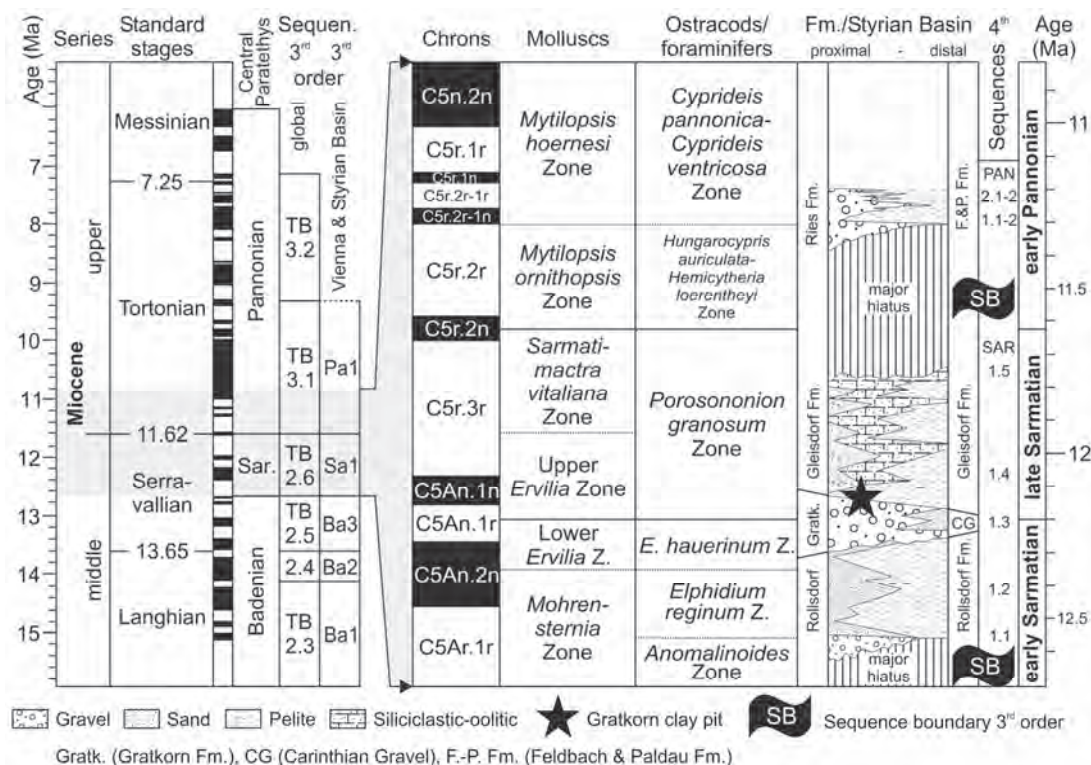 Age (Ma)
Series
Standard
stages
Central
Paratethys
Sequen.
3rd 3rd
order
global
Vienna & Styrian Basin
Chrons
Molluscs
Ostracods/
foraminifers
Fm./Styrian Basin
proximal - distal
4th
Sequences
Age
(Ma)
7
8
9
10
11
12
13
14
15
Miocene
upper
middle
Messinian
7.25
Tortonian
11.62
Serra-
vallian
13.65
Langhian
Pannonian
Sar.
Badenian
TB
3.2
TB
3.1
TB
2.6
TB
2.5
2.4
TB
2.3
Pa1
Sa1
Ba3
Ba2
Ba1
C5n.2n
C5r.1r
C5r.1n
C5r.2r-1r
C5r.2r-1n
C5r.2r
C5r.2n
C5r.3r
C5An.1n
C5An.1r
C5An.2n
C5Ar.1r
Mytilopsis
hoernesi
Zone
Mytilopsis
ornithopsis
Zone
Sarmati-
mactra
vitaliana
Zone
Upper
Ervilia Zone
Lower
Ervilia Z.
Mohren-
sternia
Zone
Cyprideis
pannonica-
Cyprideis
ventricosa
Zone
Hungarocypris
auriculata-
Hemicytheria
loerentheyi
Zone
Porosononion
granosum
Zone
E. hauerinum Z.
Elphidium
reginum Z.
Anomalinoides
Zone
Ries Fm.
Gleisdorf Fm.
Gratk.
Rollsdorf
major
hiatus
major
hiatus
F.&P. Fm.
Gleisdorf Fm.
CG
Rollsdorf Fm
PAN
2.1-2
1.1-2
SB
SAR
1.5
1.4
1.3
1.2
1.1
SB
early Pannonian
late Sarmatian
early Sarmatian
11
11.5
12
12.5
Gravel
Sand
Pelite
Siliciclastic-oolitic
Gratkorn clay pit
SB
Sequence boundary 3rd order
Gratk. (Gratkorn Fm.), CG (Carinthian Gravel), F.-P. Fm. (Feldbach & Paldau Fm.)